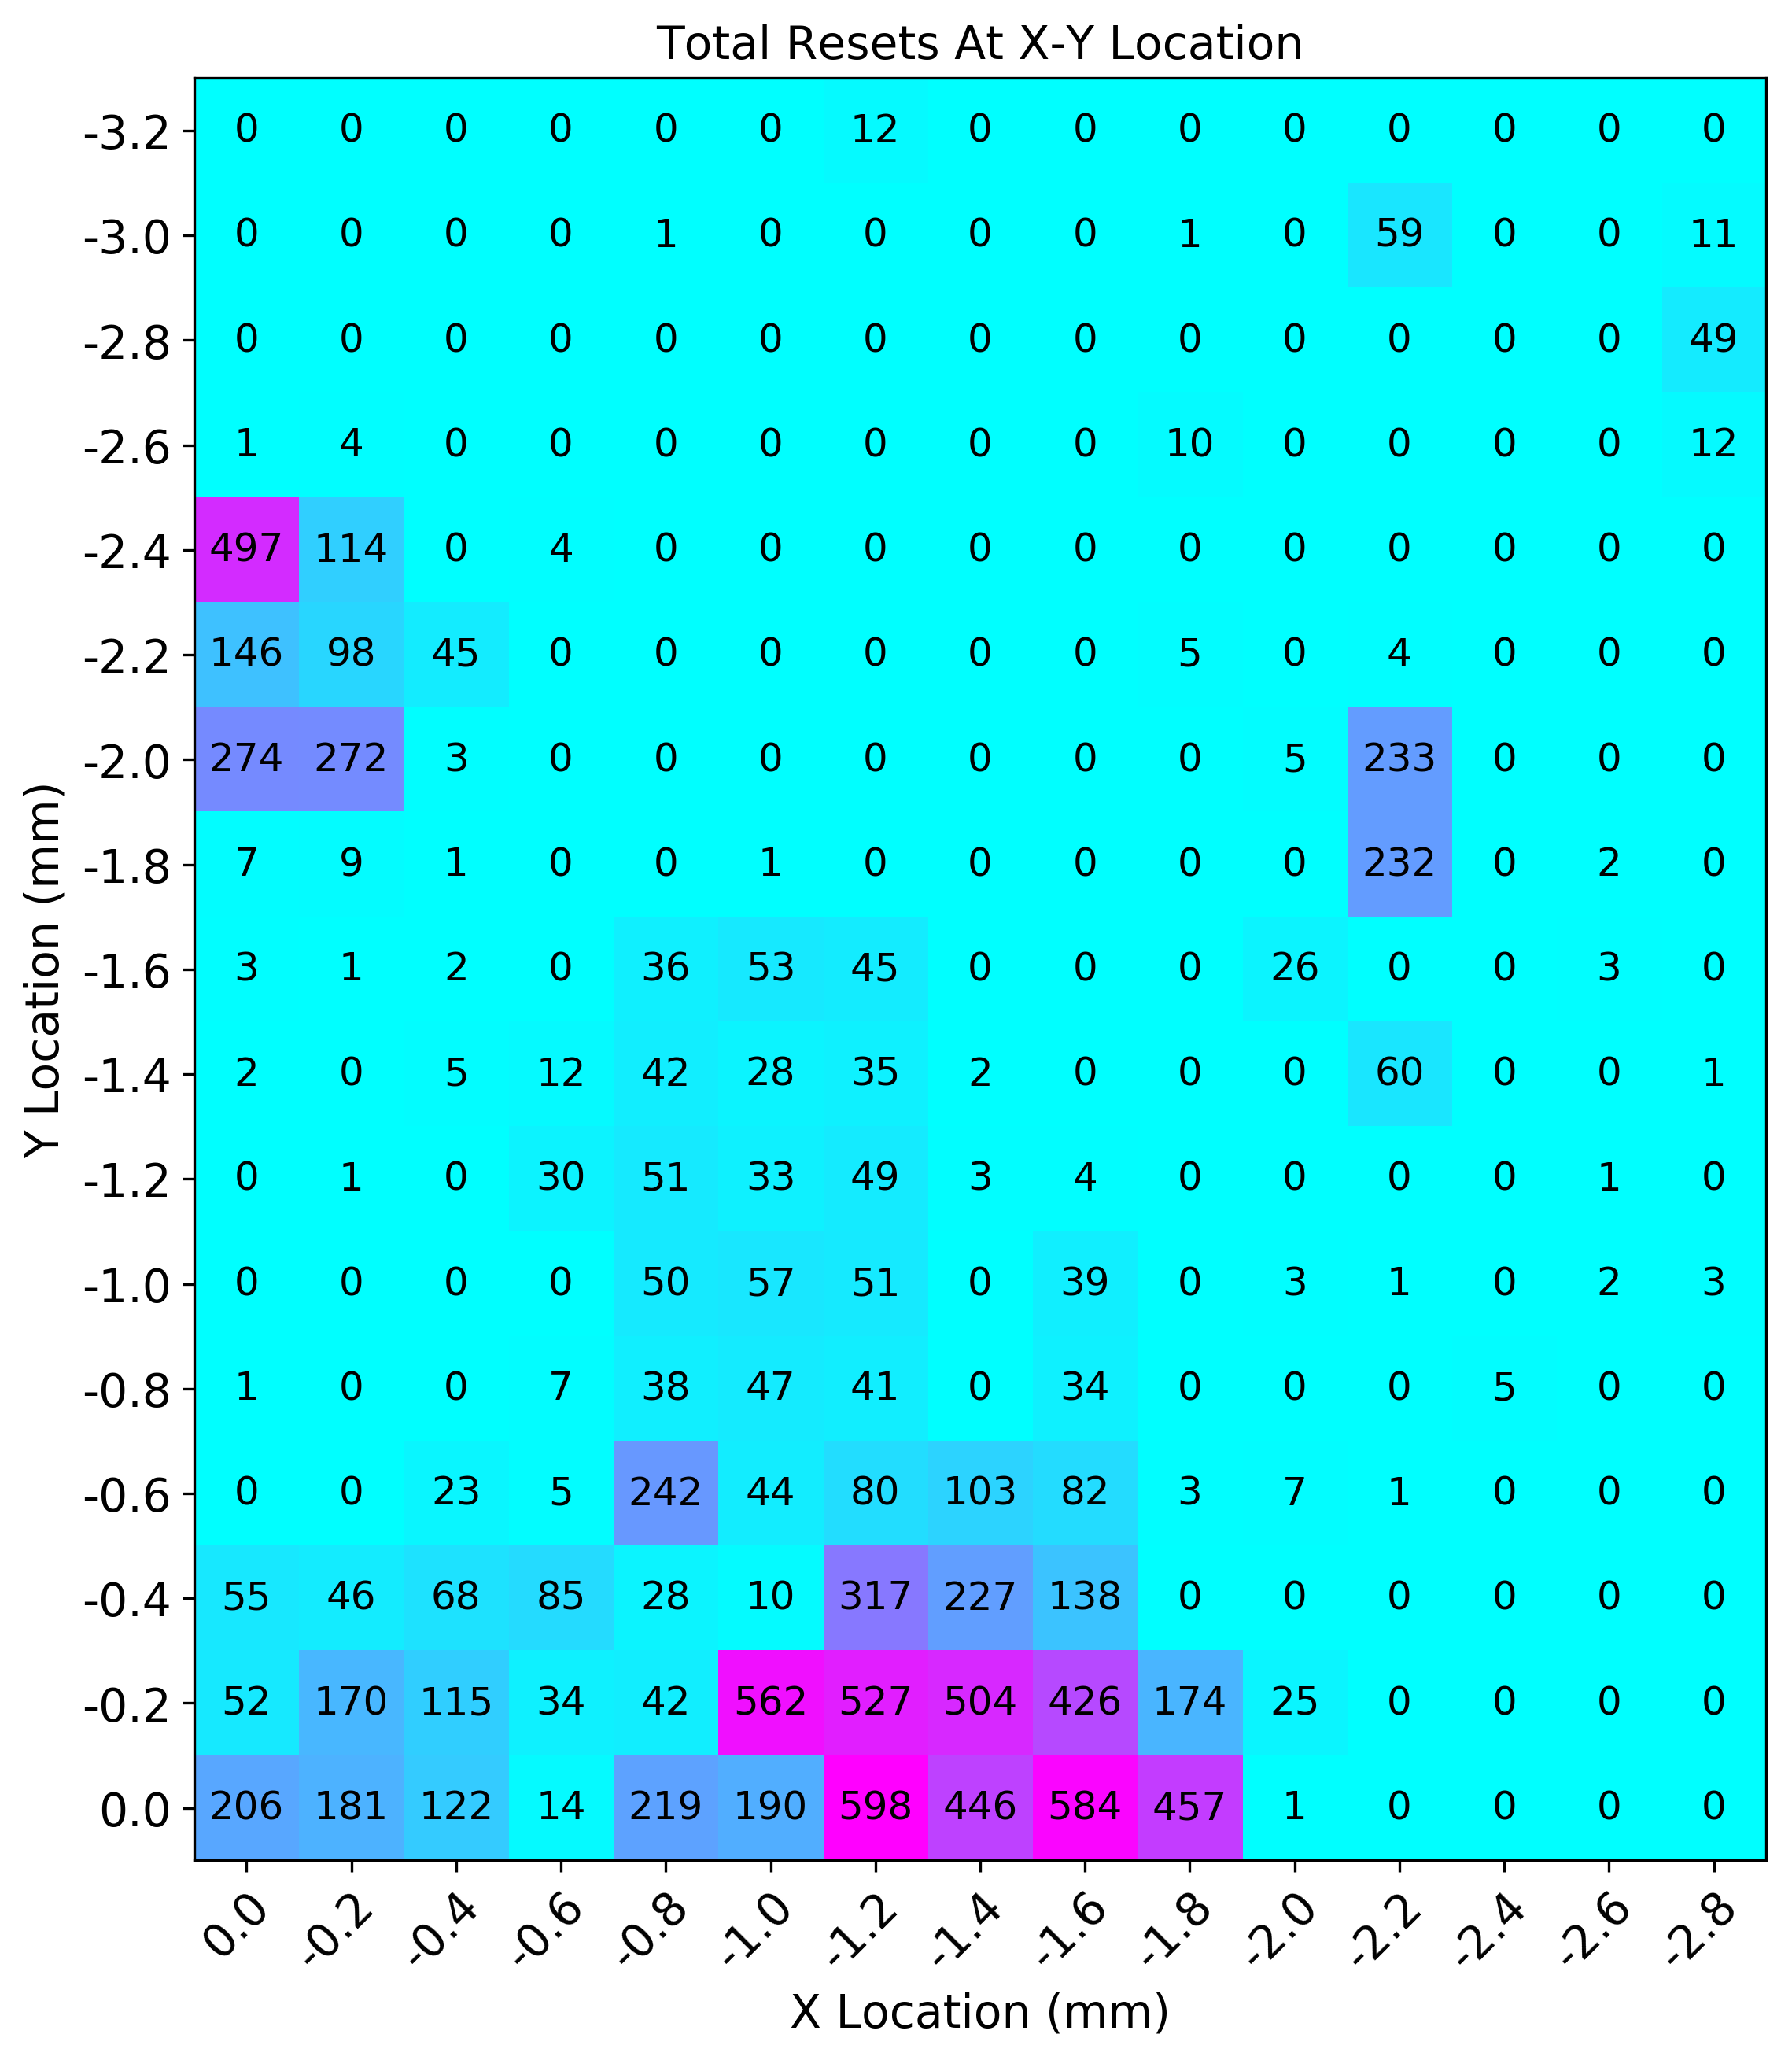 Total Resets At X-Y Location
-3.2 0 0 0 0 0 0 12 0 0 0 0 0 0 0 0
-3.0 0 0 0 0 1 0 0 0 0 1 0 59 0 0 11
-2.8 0 0 0 0 0 0 0 0 0 0 0 0 0 0 49
-2.6 1 4 0 0 0 0 0 0 0 10 0 0 0 0 12
-2.4 497 114 0 4 0 0 0 0 0 0 0 0 0 0 0
-2.2 146 98 45 0 0 0 0 0 0 5 0 4 0 0 0
-2.0 274 272 3 0 0 0 0 0 0 0 5 233 0 0 0
-1.8 7 9 1 0 0 1 0 0 0 0 0 232 0 2 0
-1.6 3 1 2 0 36 53 45 0 0 0 26 0 0 3 0
-1.4 2 0 5 12 42 28 35 2 0 0 0 60 0 0 1
-1.2 0 1 0 30 51 33 49 3 4 0 0 0 0 1 0
-1.0 0 0 0 0 50 57 51 0 39 0 3 1 0 2 3
-0.8 1 0 0 7 38 47 41 0 34 0 0 0 5 0 0
-0.6 0 0 23 5 242 44 80 103 82 3 7 1 0 0 0
-0.4 55 46 68 85 28 10 317 227 138 0 0 0 0 0 0
-0.2 52 170 115 34 42 562 527 504 426 174 25 0 0 0 0
0.0 206 181 122 14 219 190 598 446 584 457 1 0 0 0 0
0.0 -0.2 -0.4 -0.6 -0.8 -1.0 -1.2 -1.4 -1.6 -1.8 -2.0 -2.2 -2.4 -2.6 -2.8
X Location (mm)
Y Location (mm)